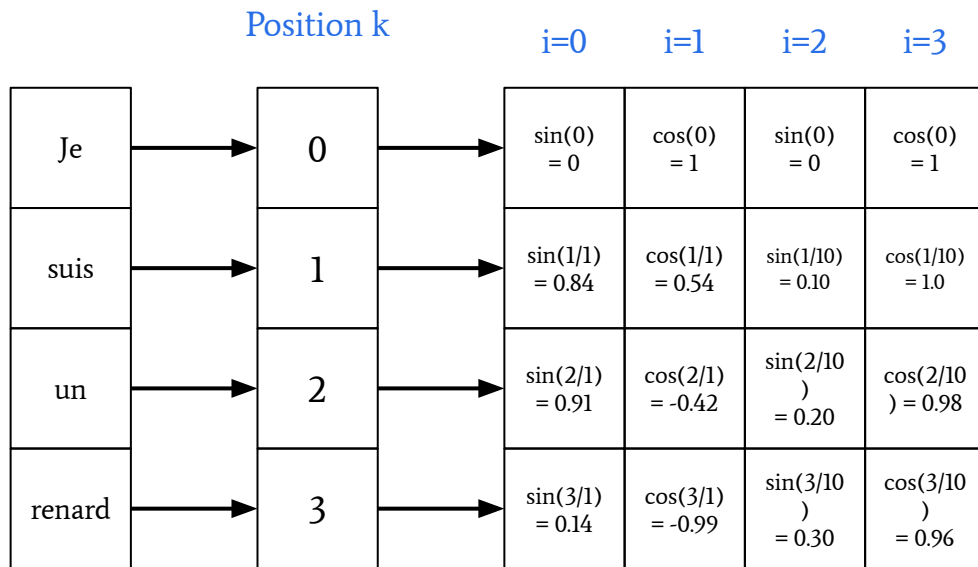 Position k
i=0 i=1 i=2 i=3
Je 0 sin(0) cos(0) sin(0) cos(0)
= 0 = 1 = 0 = 1
suis 1 sin(1/1) cos(1/1) sin(1/10) cos(1/10)
= 0.84 = 0.54 = 0.10 = 1.0
un 2 sin(2/1) cos(2/1) sin(2/10 cos(2/10
= 0.91 = -0.42 ) ) = 0.98
= 0.20
renard 3 sin(3/1) cos(3/1) sin(3/10 cos(3/10
= 0.14 = -0.99 ) )
= 0.30 = 0.96